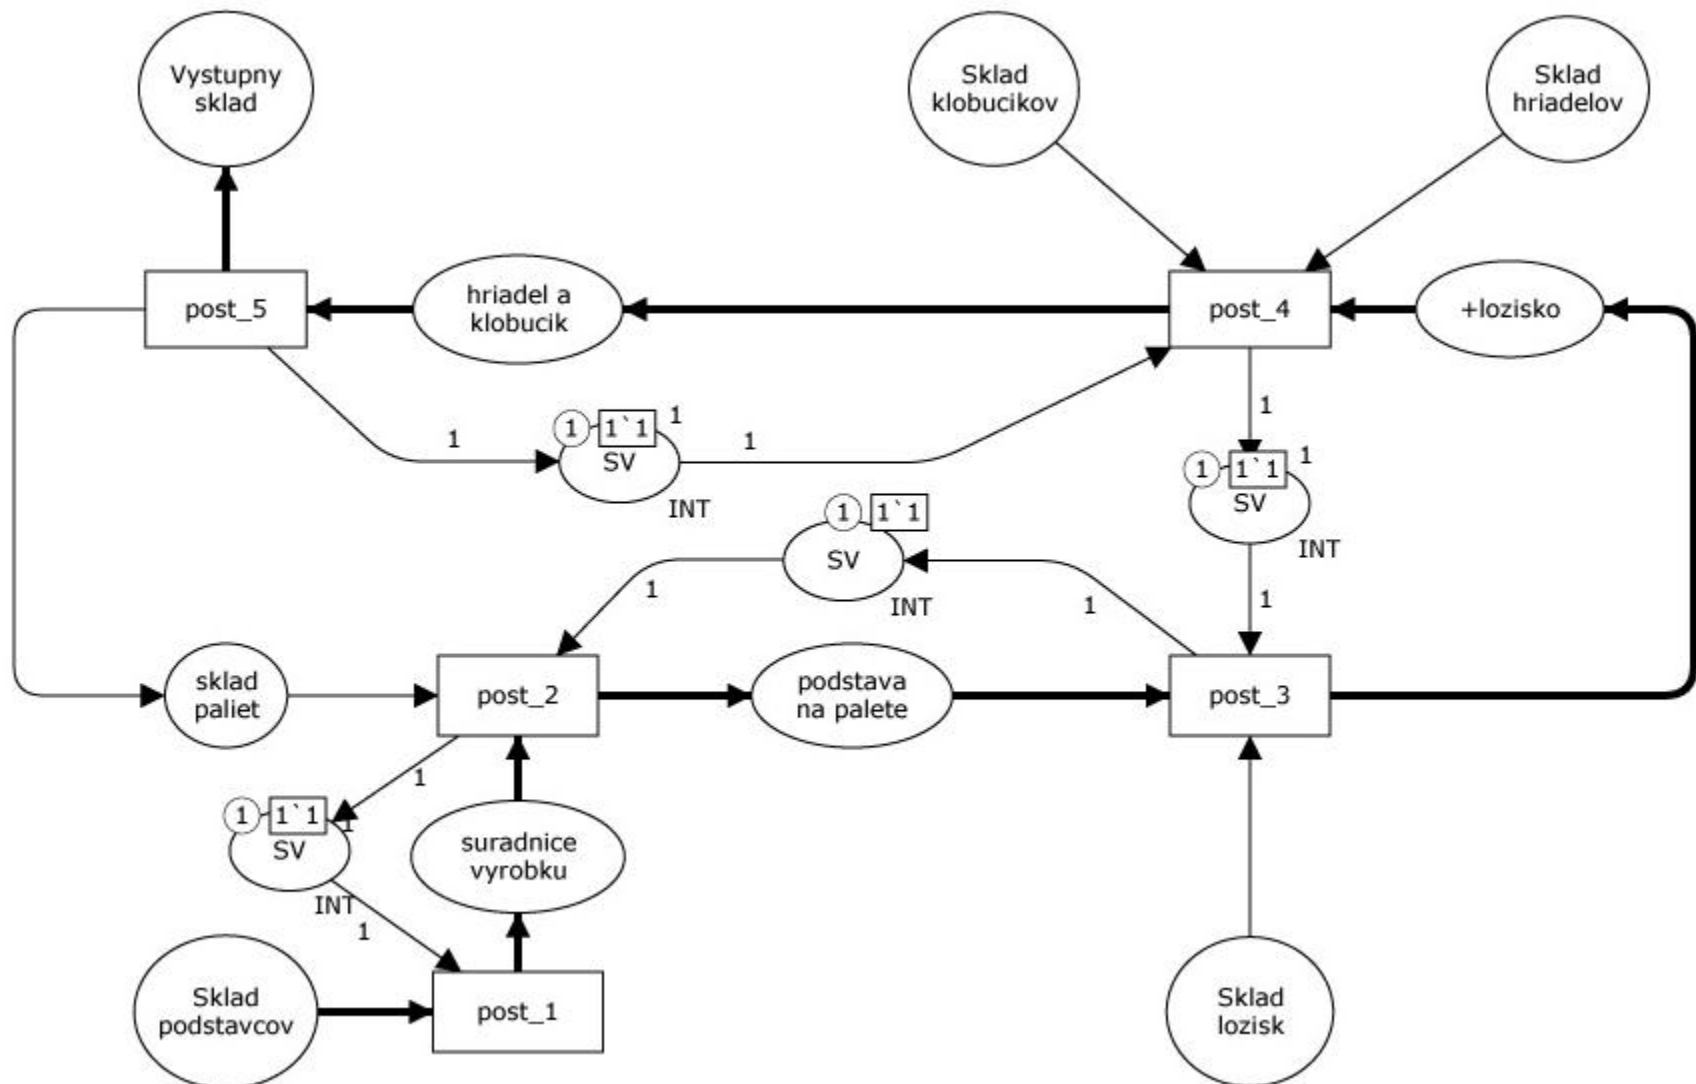 Vystupny
sklad
Sklad
klobucikov
Sklad
hriadelov
post_5
hriadel a
klobucik
post_4
+lozisko
1
1
1`1
1
SV
INT
1
1
1
1`1
1
SV
INT
1
1
1`1
SV
INT
1
1
sklad
paliet
post_2
podstava
na palete
post_3
1
1
1`1
1
SV
INT
1
suradnice
vyrobku
Sklad
podstavcov
post_1
Sklad
lozisk